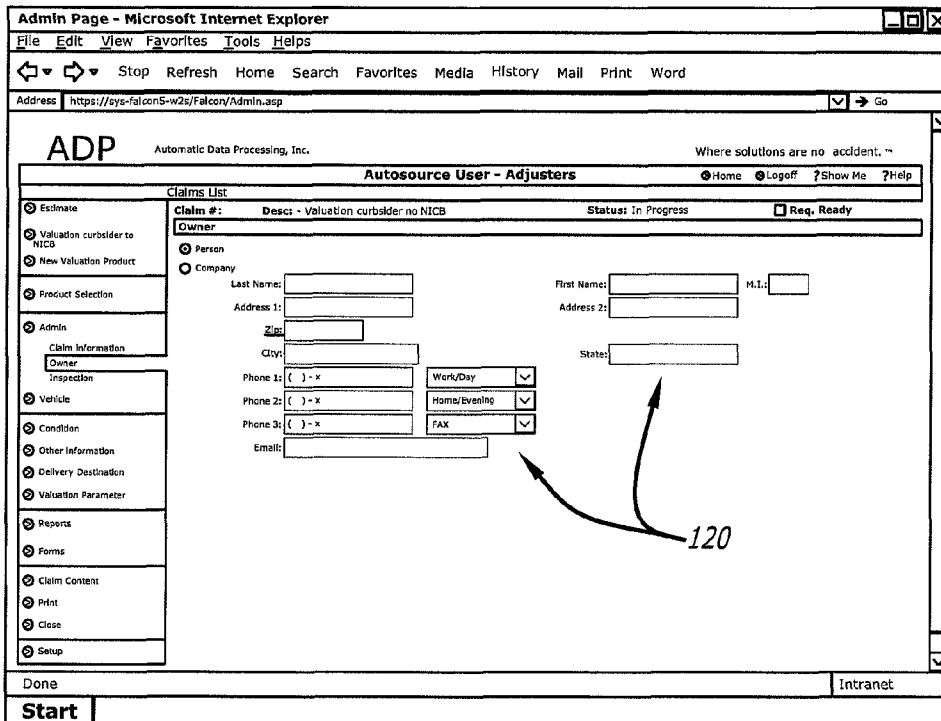 Admin Page - Microsoft Internet Explorer
File Edit View Favorites Tools Helps
Stop Refresh Home Search Favorites Media History Mail Print Word
Address https://sys-falcon5-w2s/Falcon/Admin.asp Go
ADP Automatic Data Processing, Inc. Where solutions are no accident. ™
Autosource User - Adjusters Home Logoff ?Show Me ?Help
Claims List
Claim #: Desc: - Valuation curbsider no NICB Status: In Progress Req. Ready
Owner
Estimate
Valuation curbsider to
NICB
New Valuation Product
Product Selection
Admin
Claim Information
Owner
Inspection
Vehicle
Condition
Other Information
Delivery Destination
Valuation Parameter
Reports
Forms
Claim Content
Print
Close
Setup
Person
Company
Last Name: First Name: M.I.:
Address 1: Address 2:
Zip:
City: State:
Phone 1: ( ) - x Work/Day
Phone 2: ( ) - x Home/Evening
Phone 3: ( ) - x FAX
Email:
120
Done Intranet
Start